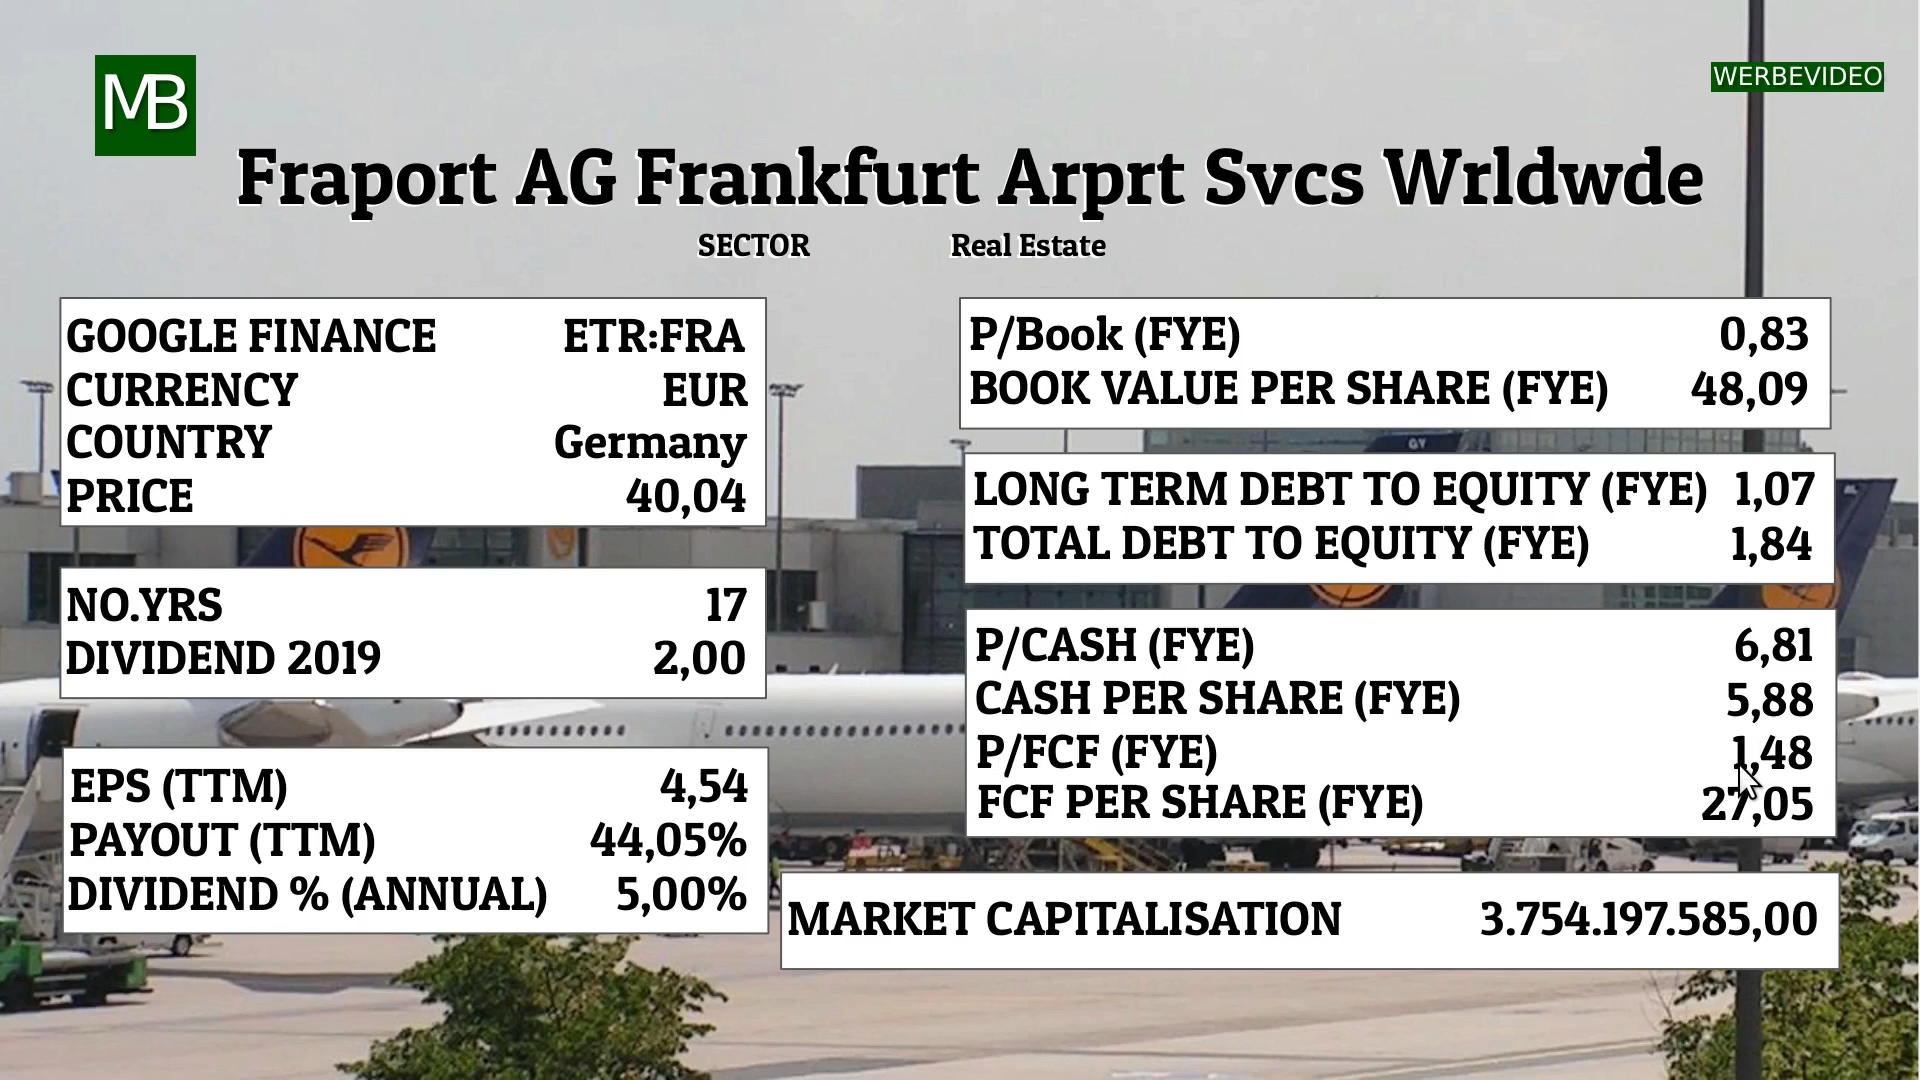 MB
WERBEVIDEO
Fraport AG Frankfurt Arprt Svcs Wrldwde
SECTOR Real Estate
GOOGLE FINANCE ETR:FRA
CURRENCY EUR
COUNTRY Germany
PRICE 40,04
NO.YRS 17
DIVIDEND 2019 2,00
EPS (TTM) 4,54
PAYOUT (TTM) 44,05%
DIVIDEND % (ANNUAL) 5,00%
P/Book (FYE) 0,83
BOOK VALUE PER SHARE (FYE) 48,09
LONG TERM DEBT TO EQUITY (FYE) 1,07
TOTAL DEBT TO EQUITY (FYE) 1,84
P/CASH (FYE) 6,81
CASH PER SHARE (FYE) 5,88
P/FCF (FYE) 1,48
FCF PER SHARE (FYE) 27,05
MARKET CAPITALISATION 3.754.197.585,00